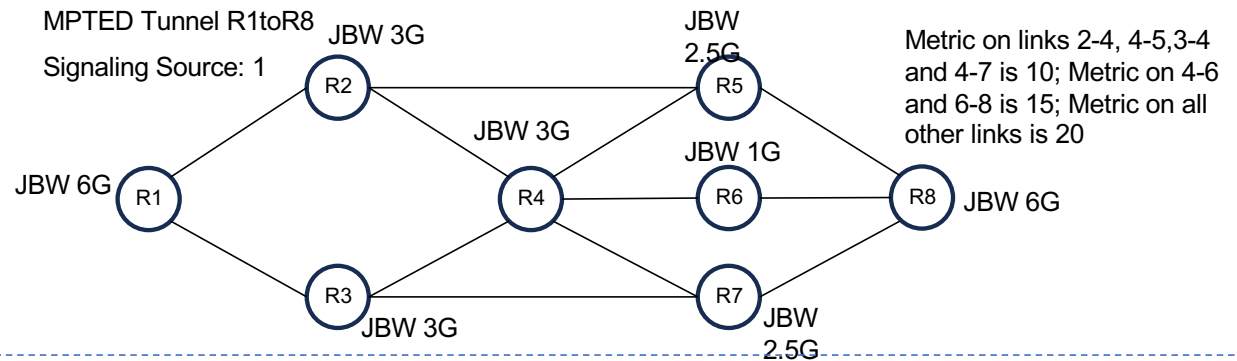 MPTED Tunnel R1toR8
Signaling Source: 1
JBW 3G
JBW
2.5G
Metric on links 2-4, 4-5,3-4
and 4-7 is 10; Metric on 4-6
and 6-8 is 15; Metric on all
other links is 20
R2
R5
JBW 3G
JBW 1G
JBW 6G
R1
R4
R6
R8
JBW 6G
R3
R7
JBW 3G
JBW
2.5G